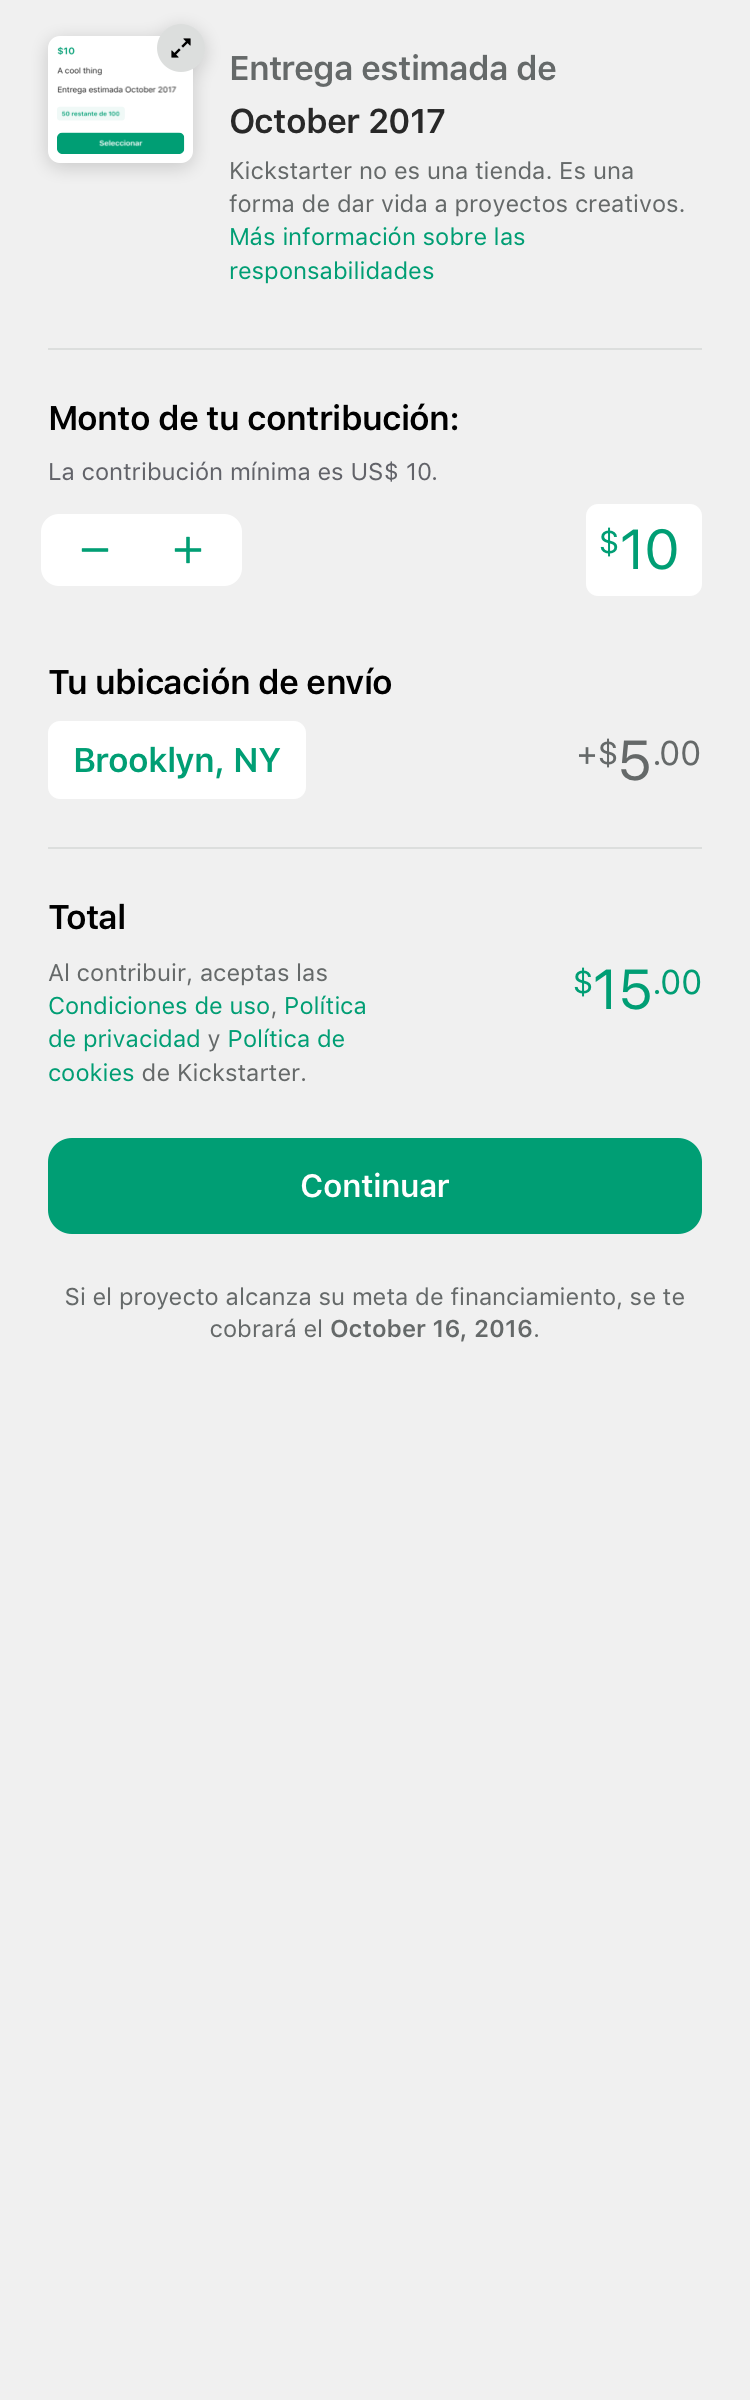 $10
A cool thing
Entrega estimada October 2017
50 restante de 100
Seleccionar
Entrega estimada de
October 2017
Kickstarter no es una tienda. Es una
forma de dar vida a proyectos creativos.
Más información sobre las
responsabilidades
Monto de tu contribución:
La contribución mínima es US$ 10.
− +
$10
Tu ubicación de envío
Brooklyn, NY
+$5.00
Total
Al contribuir, aceptas las
Condiciones de uso, Política
de privacidad y Política de
cookies de Kickstarter.
$15.00
Continuar
Si el proyecto alcanza su meta de financiamiento, se te
cobrará el October 16, 2016.